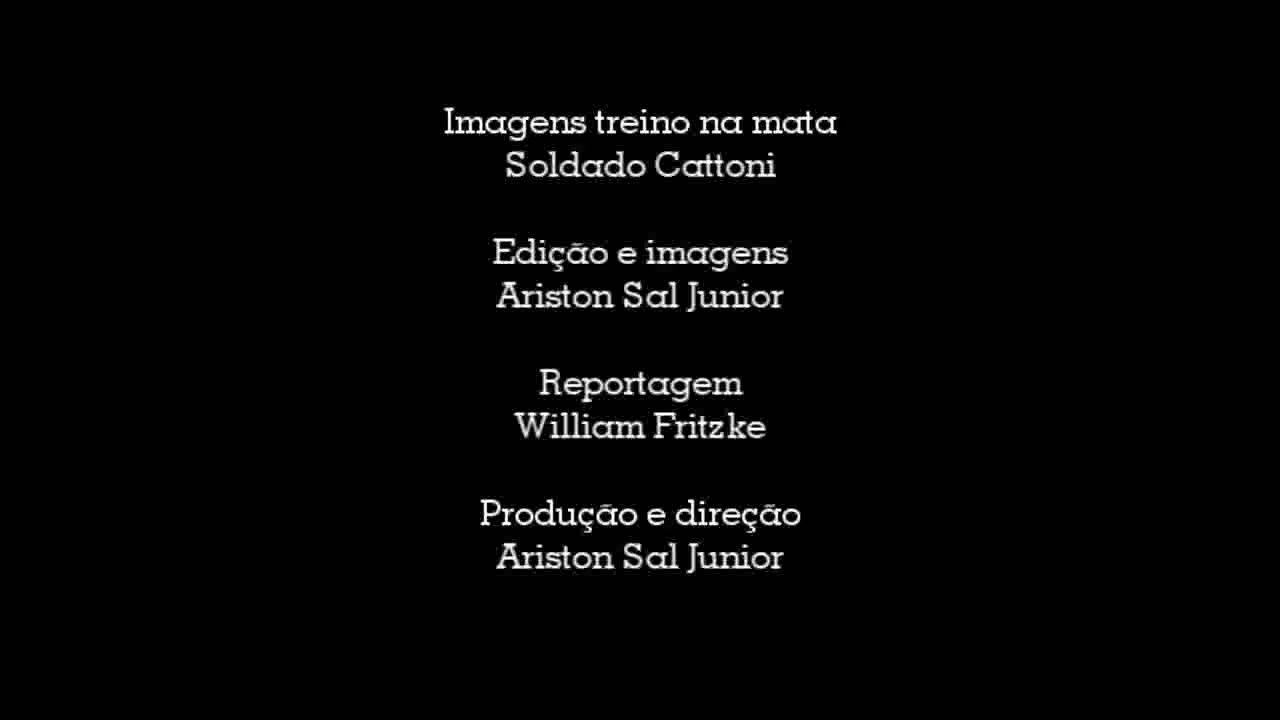 Imagens treino na mata
Soldado Cattoni
Edição e imagens
Ariston Sal Junior
Reportagem
William Fritzke
Produção e direção
Ariston Sal Junior